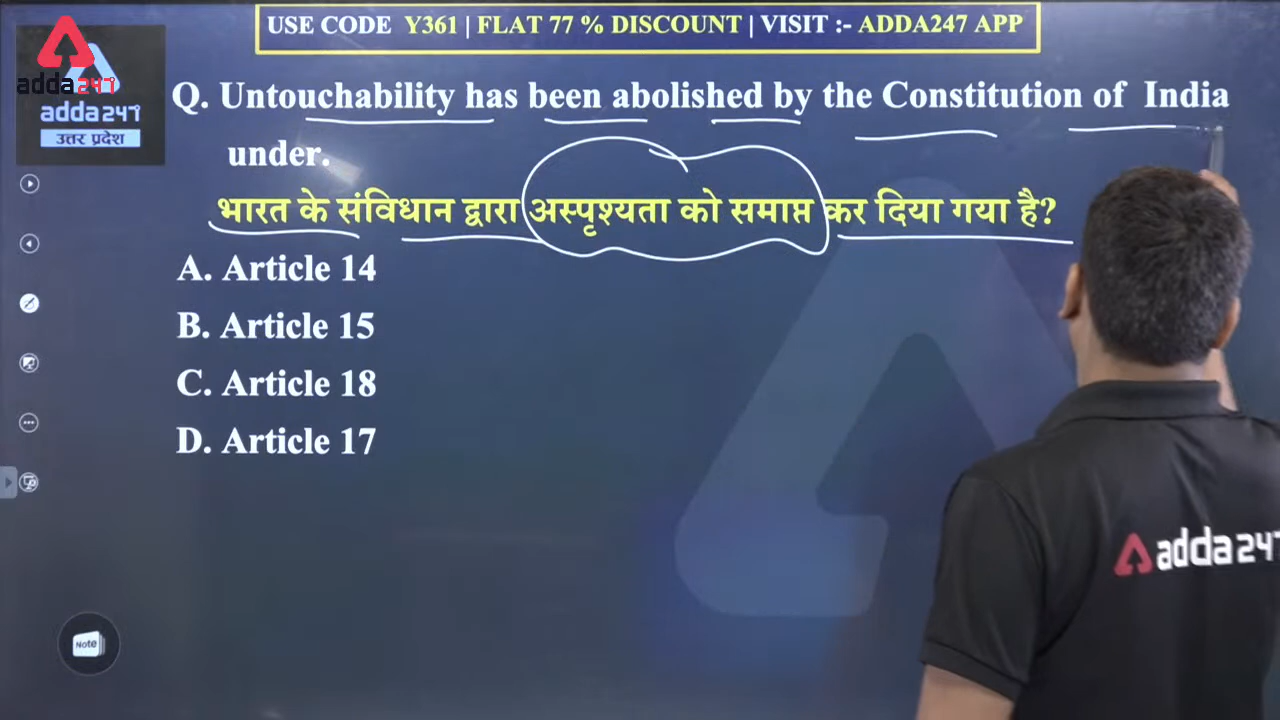 USE CODE Y361 | FLAT 77 % DISCOUNT | VISIT :- ADDA247 APP
adda247
adda247
उत्तर प्रदेश
Q. Untouchability has been abolished by the Constitution of India
under.
भारत के संविधान द्वारा अस्पृश्यता को समाप्त कर दिया गया है?
A. Article 14
B. Article 15
C. Article 18
D. Article 17
adda247
Note